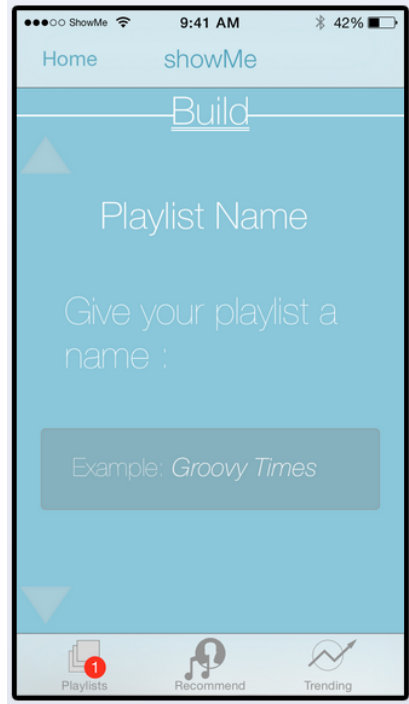 ShowMe 9:41 AM 42%
Home showMe
Build
Playlist Name
Give your playlist a
name :
Example: Groovy Times
1
Playlists Recommend Trending